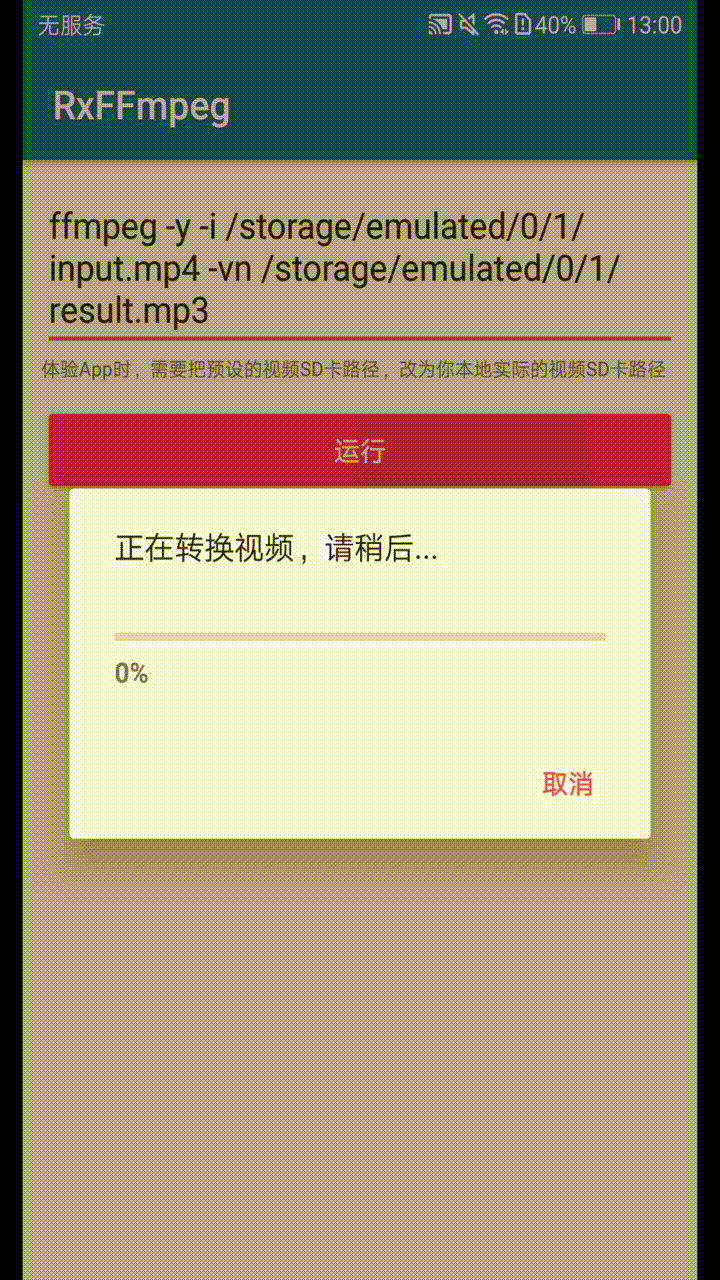 无服务 40% 13:00
RxFFmpeg
ffmpeg -y -i /storage/emulated/0/1/
input.mp4 -vn /storage/emulated/0/1/
result.mp3
体验App时，需要把预设的视频SD卡路径，改为你本地实际的视频SD卡路径
运行
正在转换视频，请稍后...
0%
取消